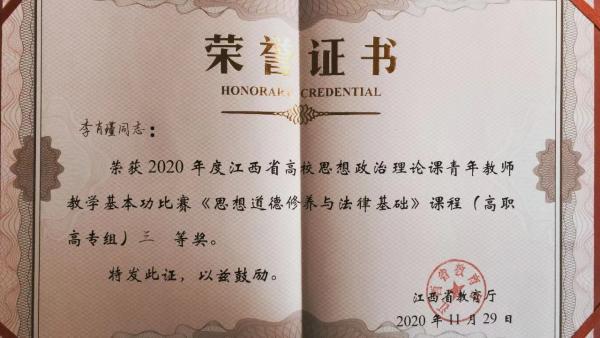 荣誉证书
HONORARY CREDENTIAL
李肖瑾同志：
荣获2020年度江西省高校思想政治理论课青年教师
教学基本功比赛《思想道德修养与法律基础》课程（高职
高专组）三 等奖。
特发此证，以兹鼓励。
江西省教育厅
2020年11月29日